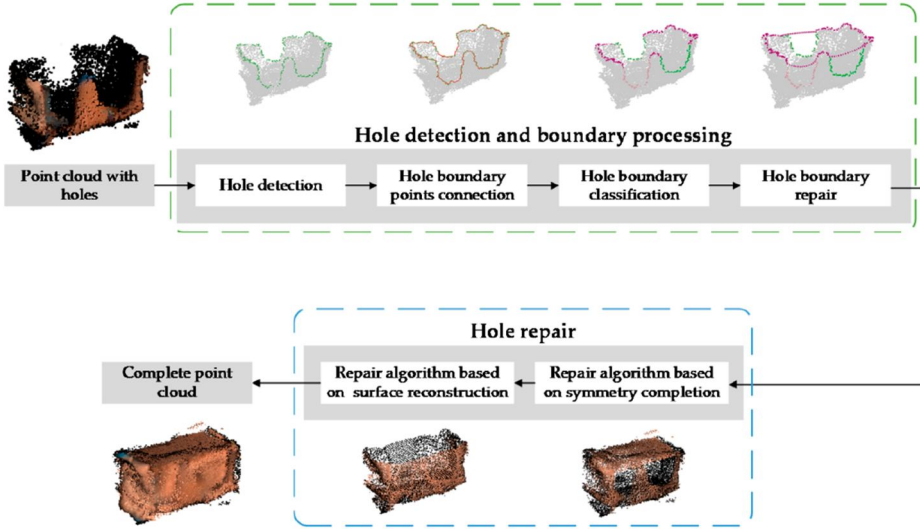 Hole detection and boundary processing
Point cloud with
holes
Hole detection
Hole boundary
points connection
Hole boundary
classification
Hole boundary
repair
Hole repair
Complete point
cloud
Repair algorithm based
on surface reconstruction
Repair algorithm based
on symmetry completion